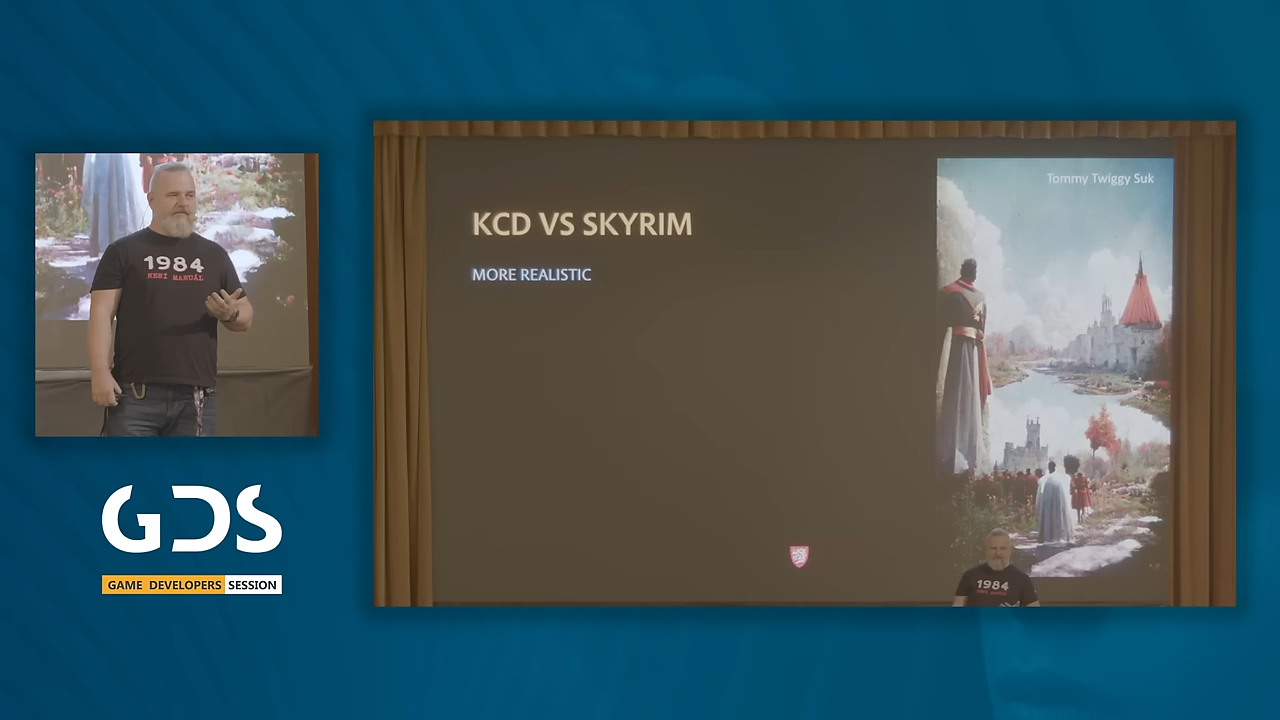 1984
NENÍ MANUÁL
GDS
GAME DEVELOPERS SESSION
KCD VS SKYRIM
MORE REALISTIC
Tommy Twiggy Suk
1984